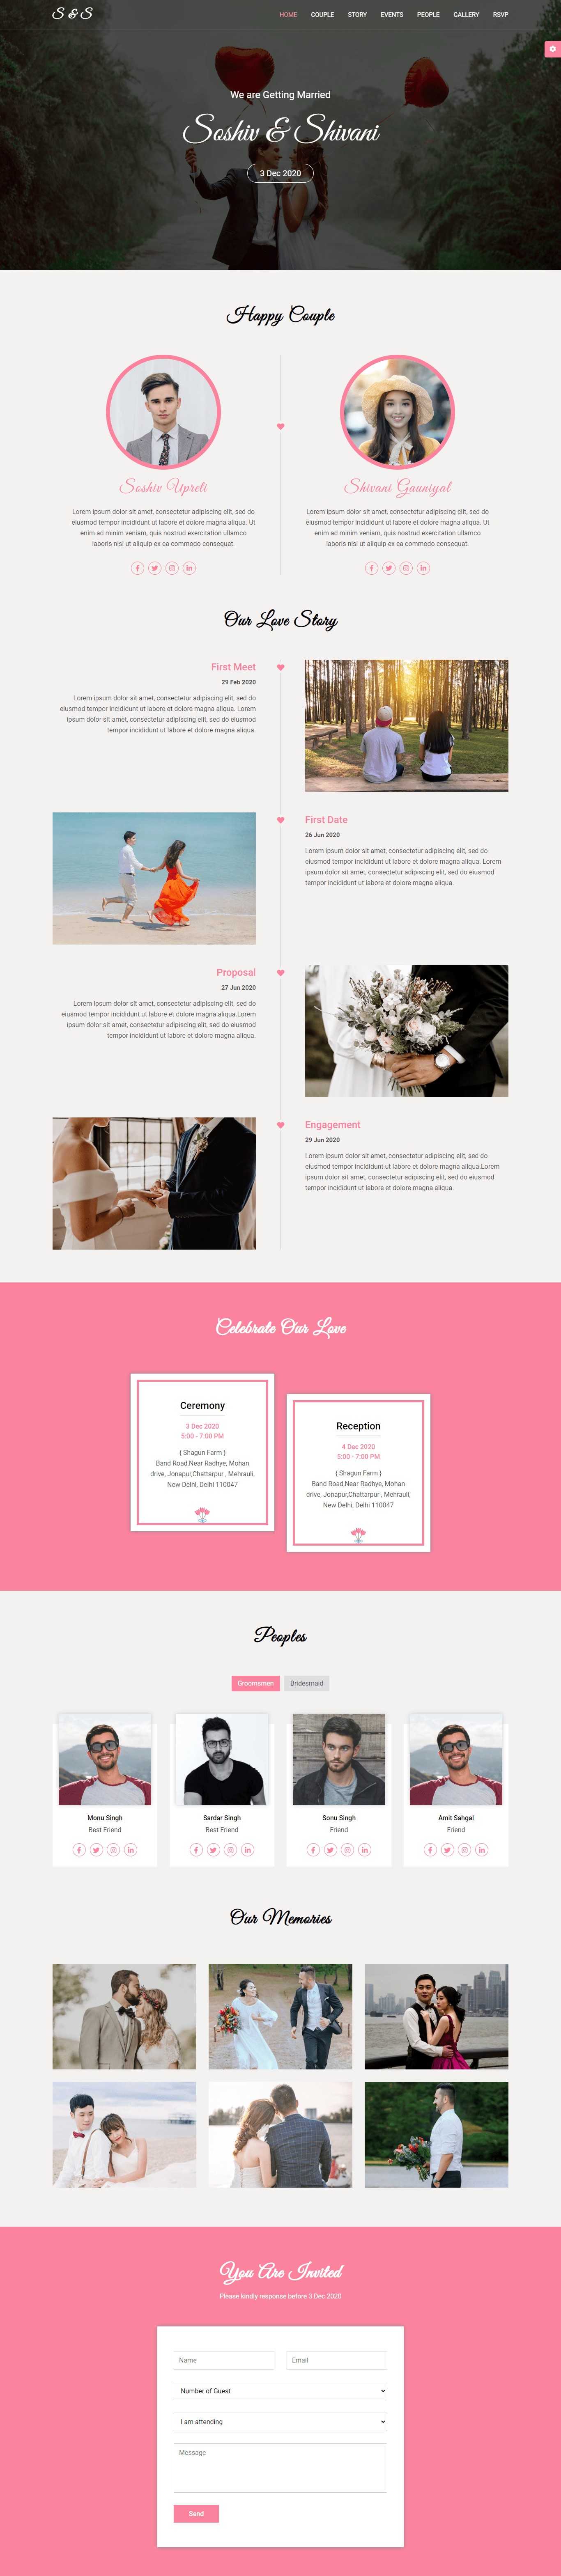 S & S
HOME COUPLE STORY EVENTS PEOPLE GALLERY RSVP
We are Getting Married
Soshiv & Shivani
3 Dec 2020
Happy Couple
Soshiv Upreti
Lorem ipsum dolor sit amet, consectetur adipiscing elit, sed do
eiusmod tempor incididunt ut labore et dolore magna aliqua. Ut
enim ad minim veniam, quis nostrud exercitation ullamco
laboris nisi ut aliquip ex ea commodo consequat.
Shivani Gauniyal
Lorem ipsum dolor sit amet, consectetur adipiscing elit, sed do
eiusmod tempor incididunt ut labore et dolore magna aliqua. Ut
enim ad minim veniam, quis nostrud exercitation ullamco
laboris nisi ut aliquip ex ea commodo consequat.
Our Love Story
First Meet
29 Feb 2020
Lorem ipsum dolor sit amet, consectetur adipiscing elit, sed do
eiusmod tempor incididunt ut labore et dolore magna aliqua. Lorem
ipsum dolor sit amet, consectetur adipiscing elit, sed do eiusmod
tempor incididunt ut labore et dolore magna aliqua.
First Date
26 Jun 2020
Lorem ipsum dolor sit amet, consectetur adipiscing elit, sed do
eiusmod tempor incididunt ut labore et dolore magna aliqua. Lorem
ipsum dolor sit amet, consectetur adipiscing elit, sed do eiusmod
tempor incididunt ut labore et dolore magna aliqua.
Proposal
27 Jun 2020
Lorem ipsum dolor sit amet, consectetur adipiscing elit, sed do
eiusmod tempor incididunt ut labore et dolore magna aliqua.Lorem
ipsum dolor sit amet, consectetur adipiscing elit, sed do eiusmod
tempor incididunt ut labore et dolore magna aliqua.
Engagement
29 Jun 2020
Lorem ipsum dolor sit amet, consectetur adipiscing elit, sed do
eiusmod tempor incididunt ut labore et dolore magna aliqua.Lorem
ipsum dolor sit amet, consectetur adipiscing elit, sed do eiusmod
tempor incididunt ut labore et dolore magna aliqua.
Celebrate Our Love
Ceremony
3 Dec 2020
5:00 - 7:00 PM
( Shagun Farm )
Band Road,Near Radhye, Mohan
drive, Jonapur,Chattarpur , Mehrauli,
New Delhi, Delhi 110047
Reception
4 Dec 2020
5:00 - 7:00 PM
( Shagun Farm )
Band Road,Near Radhye, Mohan
drive, Jonapur,Chattarpur , Mehrauli,
New Delhi, Delhi 110047
Peoples
Groomsmen Bridesmaid
Monu Singh
Best Friend
Sardar Singh
Best Friend
Sonu Singh
Friend
Amit Sahgal
Friend
Our Memories
You Are Invited
Please kindly response before 3 Dec 2020
Name Email
Number of Guest
I am attending
Message
Send